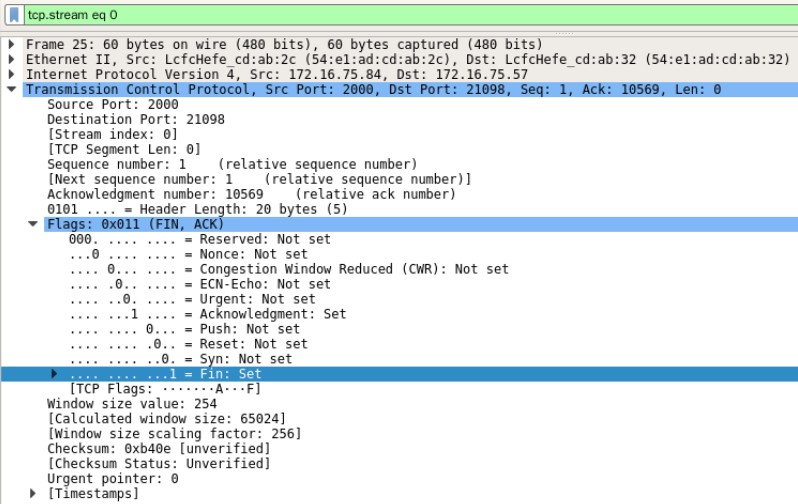 tcp.stream eq 0
Frame 25: 60 bytes on wire (480 bits), 60 bytes captured (480 bits)
Ethernet II, Src: LcfcHefe_cd:ab:2c (54:e1:ad:cd:ab:2c), Dst: LcfcHefe_cd:ab:32 (54:e1:ad:cd:ab:32)
Internet Protocol Version 4, Src: 172.16.75.84, Dst: 172.16.75.57
Transmission Control Protocol, Src Port: 2000, Dst Port: 21098, Seq: 1, Ack: 10569, Len: 0
Source Port: 2000
Destination Port: 21098
[Stream index: 0]
[TCP Segment Len: 0]
Sequence number: 1    (relative sequence number)
[Next sequence number: 1    (relative sequence number)]
Acknowledgment number: 10569    (relative ack number)
0101 .... = Header Length: 20 bytes (5)
Flags: 0x011 (FIN, ACK)
000. .... .... = Reserved: Not set
...0 .... .... = Nonce: Not set
.... 0... .... = Congestion Window Reduced (CWR): Not set
.... .0.. .... = ECN-Echo: Not set
.... ..0. .... = Urgent: Not set
.... ...1 .... = Acknowledgment: Set
.... .... 0... = Push: Not set
.... .... .0.. = Reset: Not set
.... .... ..0. = Syn: Not set
.... .... ...1 = Fin: Set
[TCP Flags: ·······A···F]
Window size value: 254
[Calculated window size: 65024]
[Window size scaling factor: 256]
Checksum: 0xb40e [unverified]
[Checksum Status: Unverified]
Urgent pointer: 0
[Timestamps]